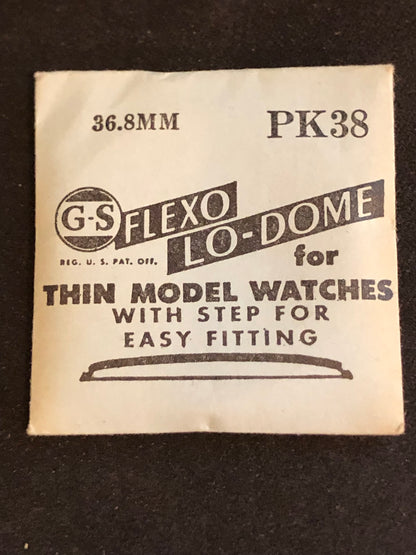 36.8MM PK38
G-S FLEXO
LO-DOME
REG. U. S. PAT. OFF.
for
THIN MODEL WATCHES
WITH STEP FOR
EASY FITTING